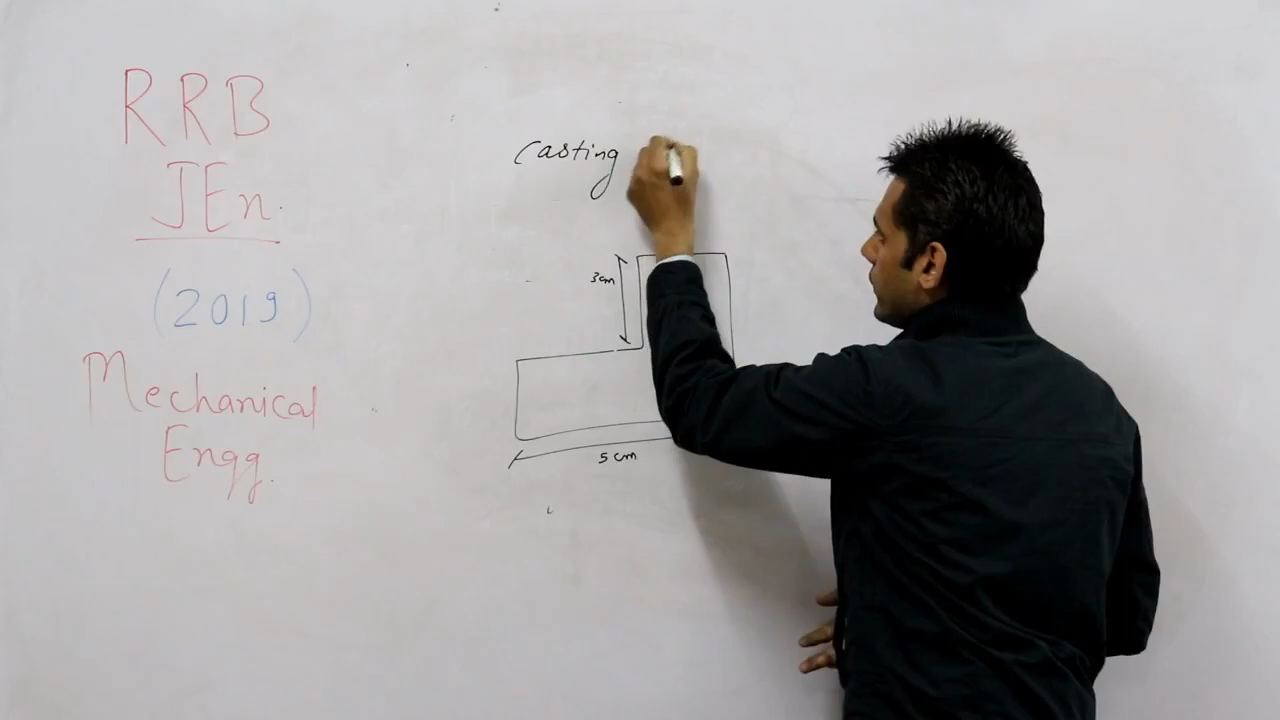 RRB
JEn.
(2019)
Mechanical
Engg.
Casting
3cm
5 cm